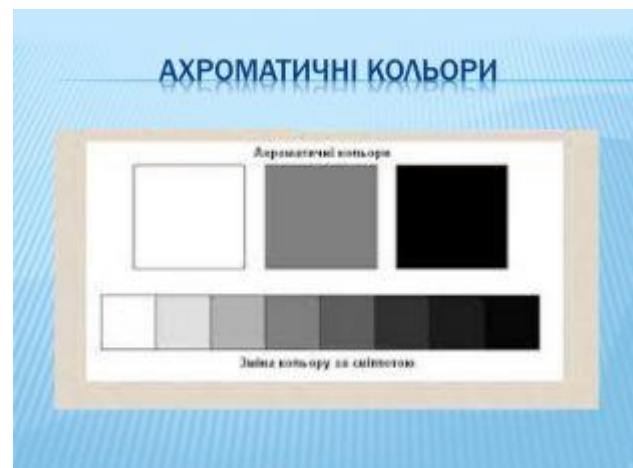 АХРОМАТИЧНІ КОЛЬОРИ
Ахроматичні кольори
Зміна кольору за світлотою